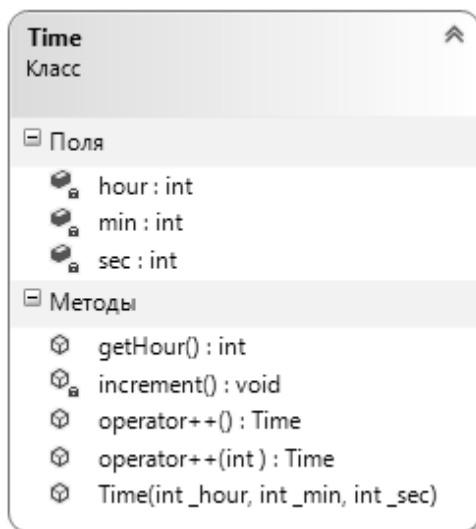 Time
Класс
Поля
hour : int
min : int
sec : int
Методы
getHour() : int
increment() : void
operator++() : Time
operator++(int ) : Time
Time(int _hour, int _min, int _sec)